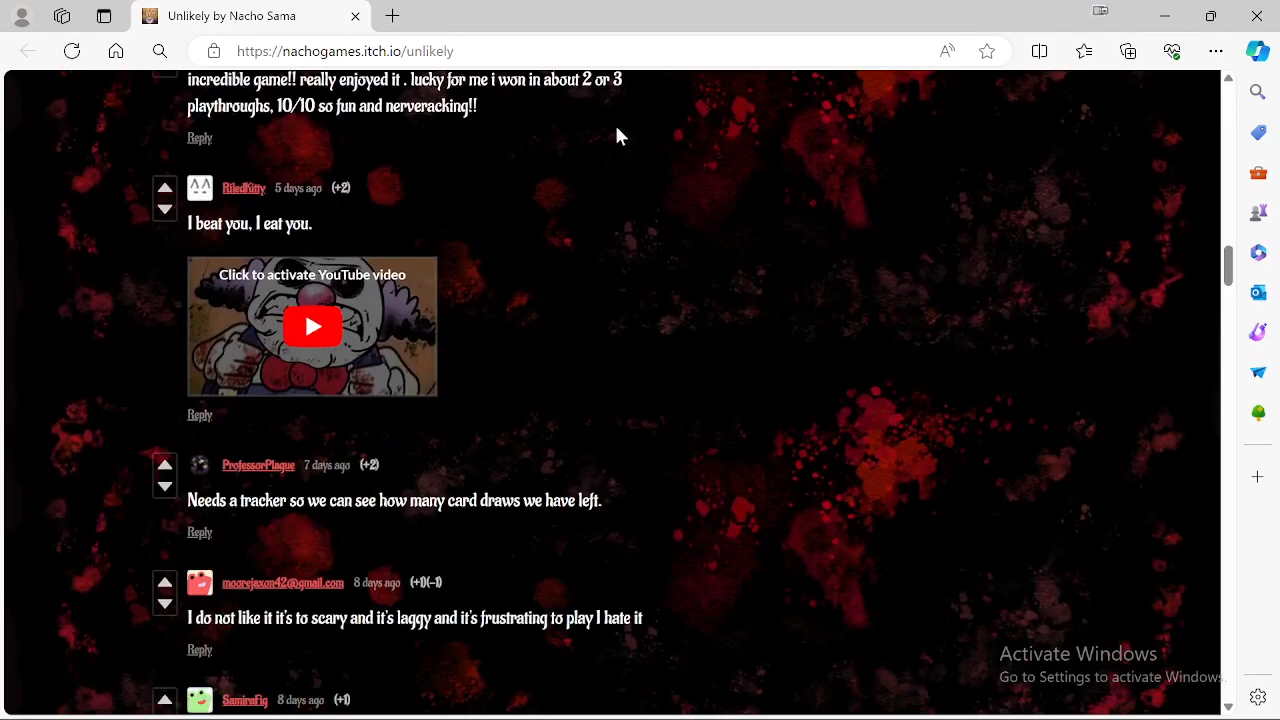 Unlikely by Nacho Sama
https://nachogames.itch.io/unlikely
incredible game!! really enjoyed it . lucky for me i won in about 2 or 3
playthroughs, 10/10 so fun and nerveracking!!
Reply
RiledKitty 5 days ago (+2)
I beat you, I eat you.
Click to activate YouTube video
Reply
ProfessorPlague 7 days ago (+2)
Needs a tracker so we can see how many card draws we have left.
Reply
moorejaxon42@gmail.com 8 days ago (+1)(-1)
I do not like it it's to scary and it's laggy and it's frustrating to play I hate it
Reply
SamiraFig 8 days ago (+1)
Activate Windows
Go to Settings to activate Windows.